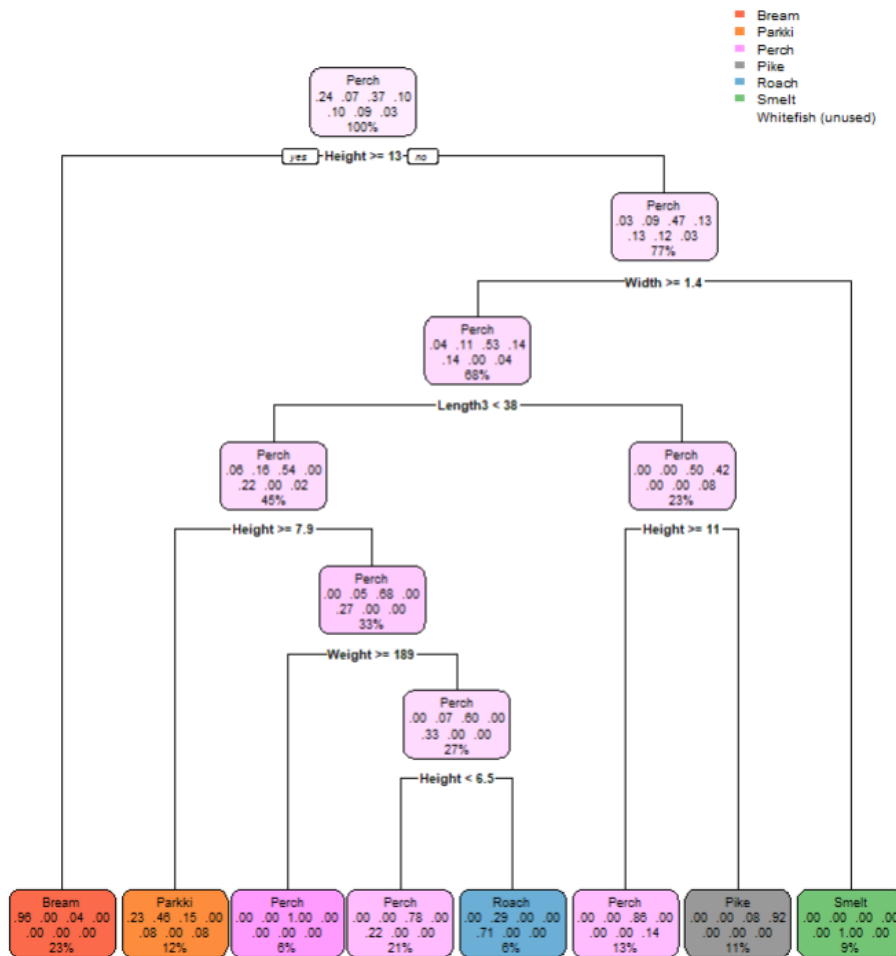 Bream
Parkki
Perch
Pike
Roach
Smelt
Whitefish (unused)
Perch
.24 .07 .37 .10
.10 .09 .03
100%
yes Height >= 13 no
Perch
.03 .09 .47 .13
.13 .12 .03
77%
Width >= 1.4
Perch
.04 .11 .53 .14
.14 .00 .04
68%
Length3 < 38
Perch
.06 .16 .54 .00
.22 .00 .02
45%
Perch
.00 .00 .50 .42
.00 .00 .08
23%
Height >= 7.9
Height >= 11
Perch
.00 .05 .68 .00
.27 .00 .00
33%
Weight >= 189
Perch
.00 .07 .60 .00
.33 .00 .00
27%
Height < 6.5
Bream
.96 .00 .04 .00
.00 .00 .00
23%
Parkki
.23 .46 .15 .00
.08 .00 .08
12%
Perch
.00 .00 1.00 .00
.00 .00 .00
6%
Perch
.00 .00 .78 .00
.22 .00 .00
21%
Roach
.00 .29 .00 .00
.71 .00 .00
6%
Perch
.00 .00 .86 .00
.00 .00 .14
13%
Pike
.00 .00 .08 .92
.00 .00 .00
11%
Smelt
.00 .00 .00 .00
.00 1.00 .00
9%